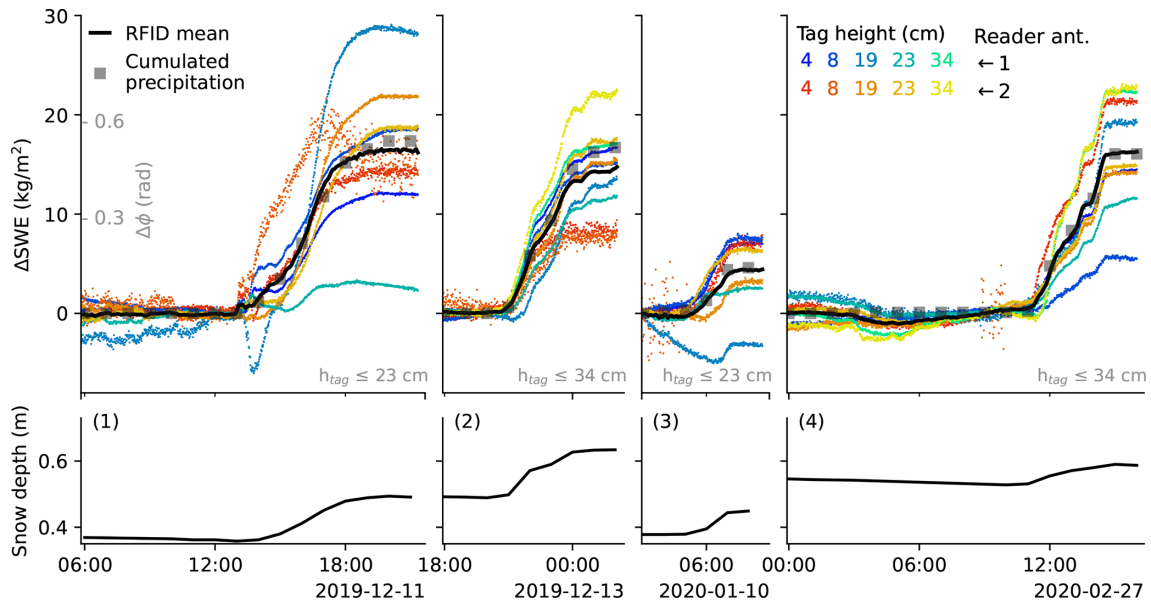 30
20
10
0
ΔSWE (kg/m²)
0.6
0.3
Δϕ (rad)
RFID mean
Cumulated
precipitation
Tag height (cm)
Reader ant.
4 8 19 23 34 ←1
4 8 19 23 34 ←2
h_tag ≤ 23 cm
h_tag ≤ 34 cm
h_tag ≤ 23 cm
h_tag ≤ 34 cm
Snow depth (m)
0.6
0.4
(1)
(2)
(3)
(4)
06:00 12:00 18:00 00:00 06:00 00:00 06:00 12:00
2019-12-11 2019-12-13 2020-01-10 2020-02-27